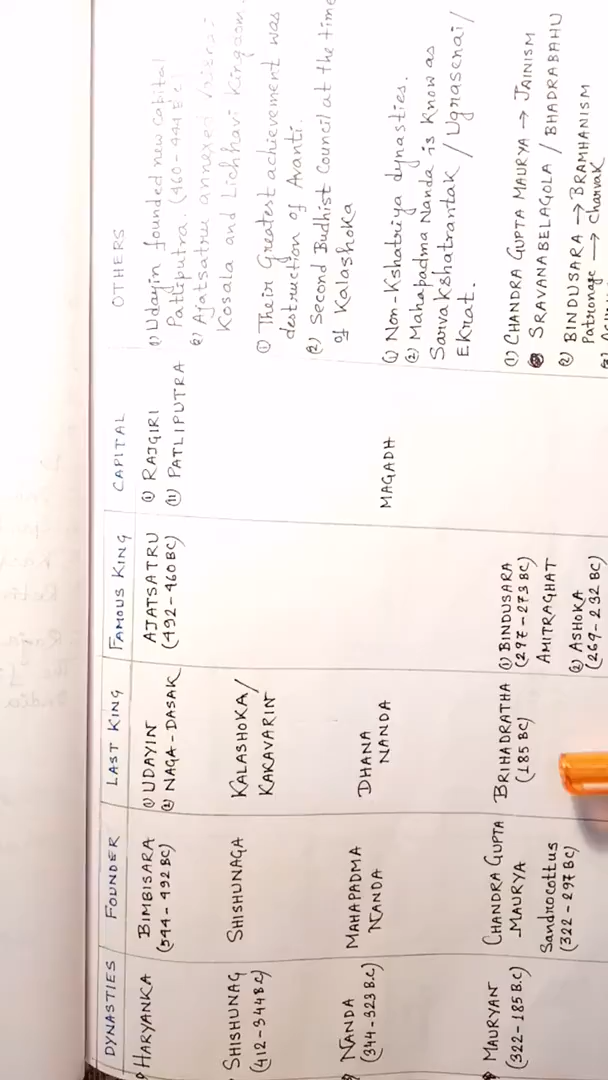 DYNASTIES FOUNDER LAST KING FAMOUS KING CAPITAL OTHERS
HARYANKA
BIMBISARA
(544-492 BC)
(1) UDAYIN
(2) NAGA-DASAK
AJATSATRU
(492-460 BC)
(i) RAJGIRI
(ii) PATLIPUTRA
(1) Udayin founded new capital
Patliputra. (460-444 BC)
(2) Ajatsatru annexed
Kosala and Lichhavi Kingdom.
SHISHUNAG
(412-344 B.C)
SHISHUNAGA
KALASHOKA/
KAKAVARIN
(1) Their Greatest achievement was
destruction of Avanti.
(2) Second Budhist Council at the time
of Kalashoka
NANDA
(344-323 B.C)
MAHAPADMA
NANDA
DHANA
NANDA
MAGADH
(1) Non-Kshatriya dynasties.
(2) Mahapadma Nanda is Know as
Sarvakshatrantak / Ugrasenai/
Ekrat.
MAURYAN
(322-185 B.C)
CHANDRA GUPTA
MAURYA
Sandrocottus
(322-297 BC)
BRIHADRATHA
(185 BC)
(1) BINDUSARA
(297-273 BC)
AMITRAGHAT
(2) ASHOKA
(269-232 BC)
(1) CHANDRA GUPTA MAURYA → JAINISM
SRAVANABELAGOLA / BHADRABAHU
(2) BINDUSARA → BRAMHANISM
Patronage → Charvak
(3)